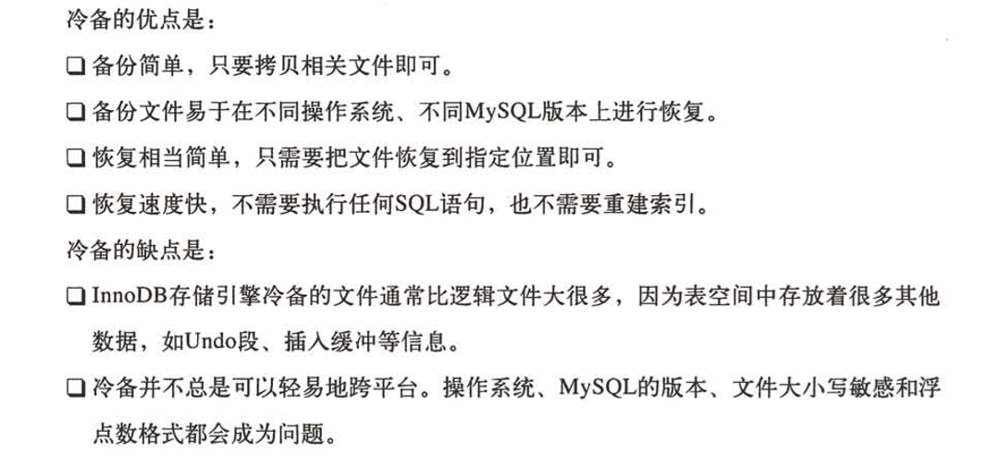 冷备的优点是：
❏ 备份简单，只要拷贝相关文件即可。
❏ 备份文件易于在不同操作系统、不同MySQL版本上进行恢复。
❏ 恢复相当简单，只需要把文件恢复到指定位置即可。
❏ 恢复速度快，不需要执行任何SQL语句，也不需要重建索引。
冷备的缺点是：
❏ InnoDB存储引擎冷备的文件通常比逻辑文件大很多，因为表空间中存放着很多其他
数据，如Undo段、插入缓冲等信息。
❏ 冷备并不总是可以轻易地跨平台。操作系统、MySQL的版本、文件大小写敏感和浮
点数格式都会成为问题。